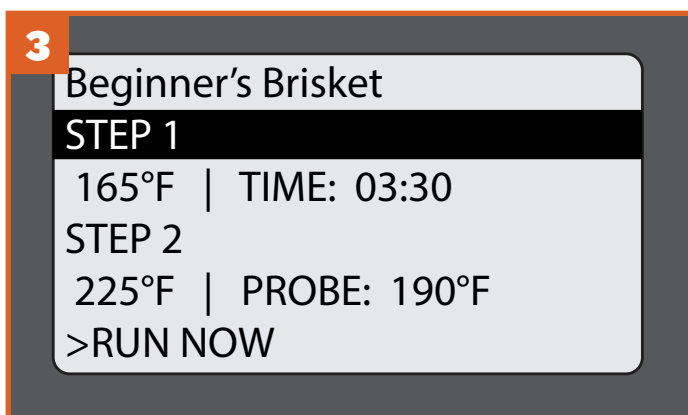 3
Beginner’s Brisket
STEP 1
165°F | TIME: 03:30
STEP 2
225°F | PROBE: 190°F
>RUN NOW